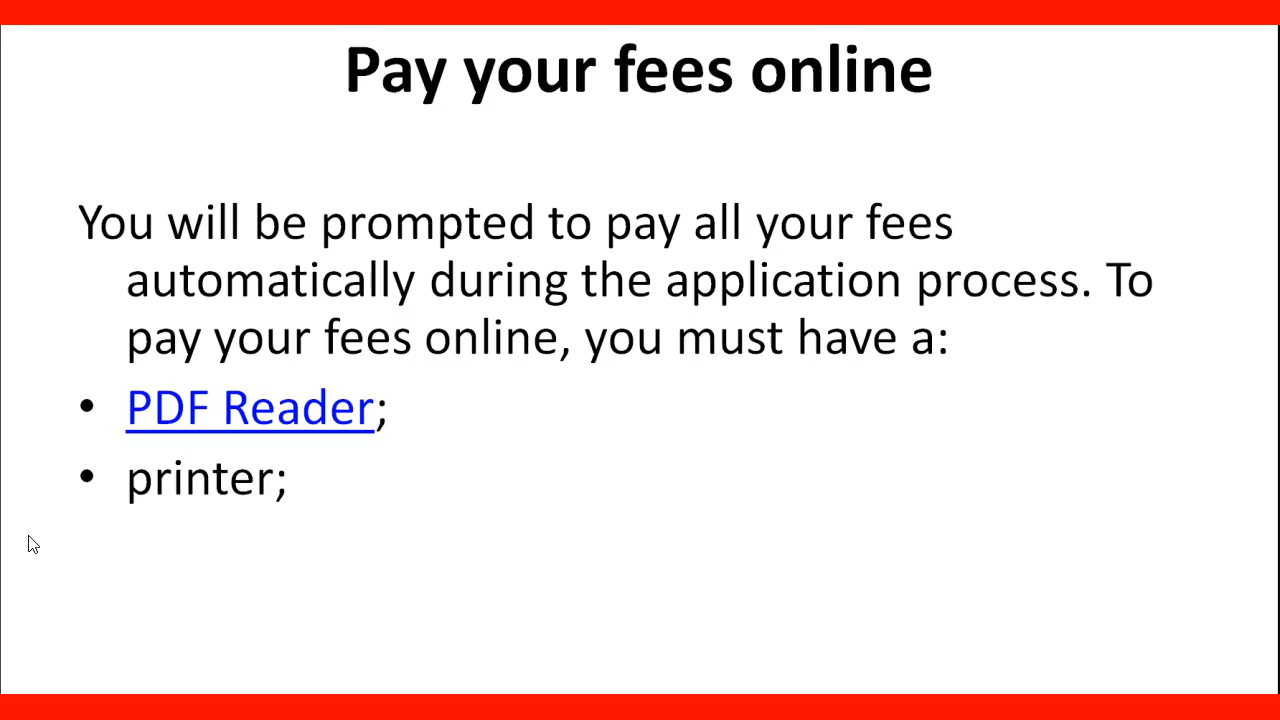 Pay your fees online
You will be prompted to pay all your fees
automatically during the application process. To
pay your fees online, you must have a:
• PDF Reader;
• printer;